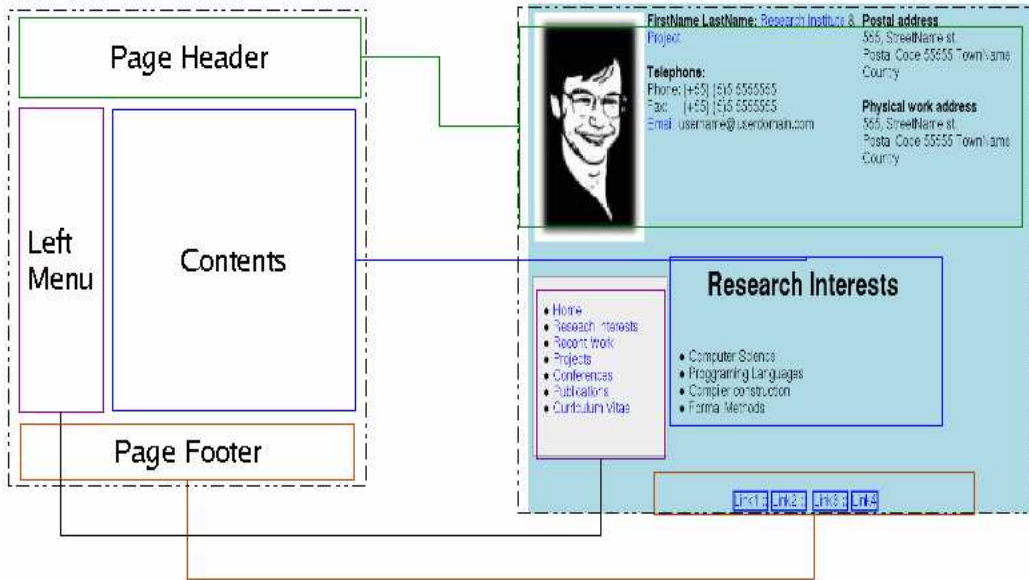 Page Header
Left
Menu
Contents
Page Footer
FirstName LastName: Research Institute &
Project
Telephone:
Phone: (+55) (5)5 5555555
Fax: (+55) (5)5 5555555
Email: username@userdomain.com
Postal address
555, StreetName st.
Postal Code 55555 TownName
Country
Physical work address
555, StreetName st.
Postal Code 55555 TownName
Country
• Home
• Reseach Interests
• Recent Work
• Projects
• Conferences
• Publications
• Curriculum Vitae
Research Interests
• Computer Science
• Programing Languages
• Compiler construction
• Formal Methods
Link1 :: Link2 :: Link3 :: Link4